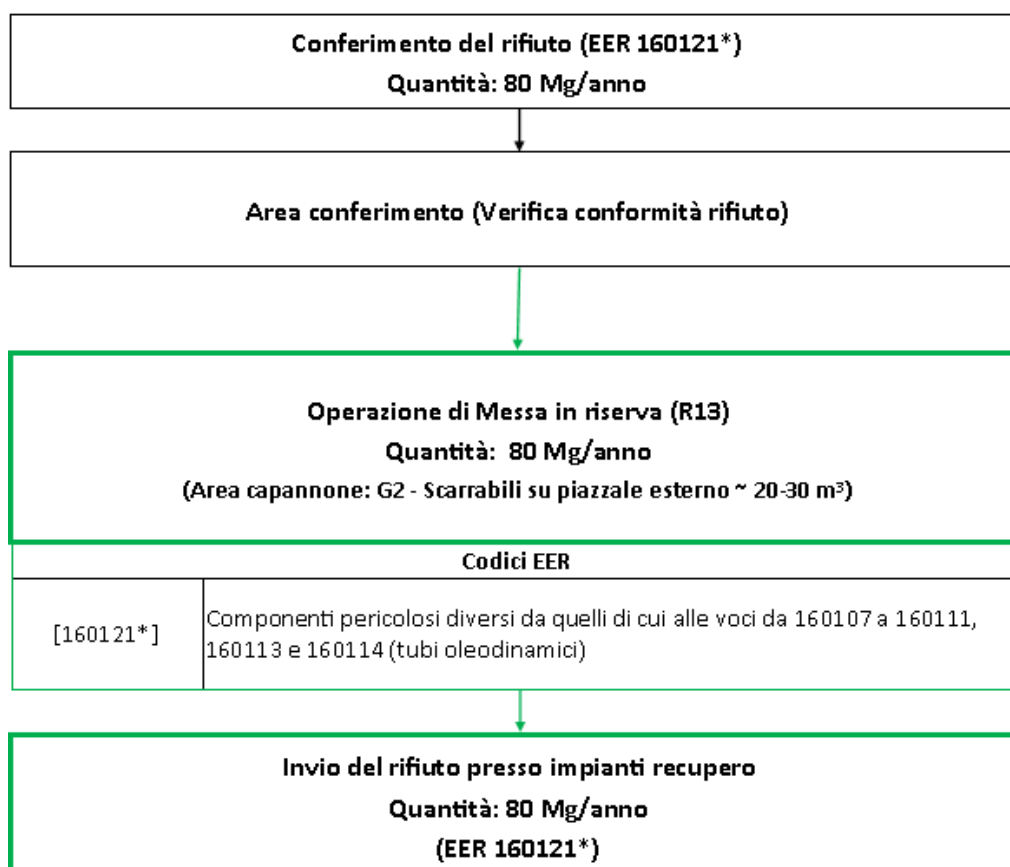 Conferimento del rifiuto (EER 160121*)
Quantità: 80 Mg/anno
Area conferimento (Verifica conformità rifiuto)
Operazione di Messa in riserva (R13)
Quantità:  80 Mg/anno
(Area capannone: G2 - Scarrabili su piazzale esterno ~ 20-30 m³)
Codici EER
[160121*]
Componenti pericolosi diversi da quelli di cui alle voci da 160107 a 160111,
160113 e 160114 (tubi oleodinamici)
Invio del rifiuto presso impianti recupero
Quantità: 80 Mg/anno
(EER 160121*)